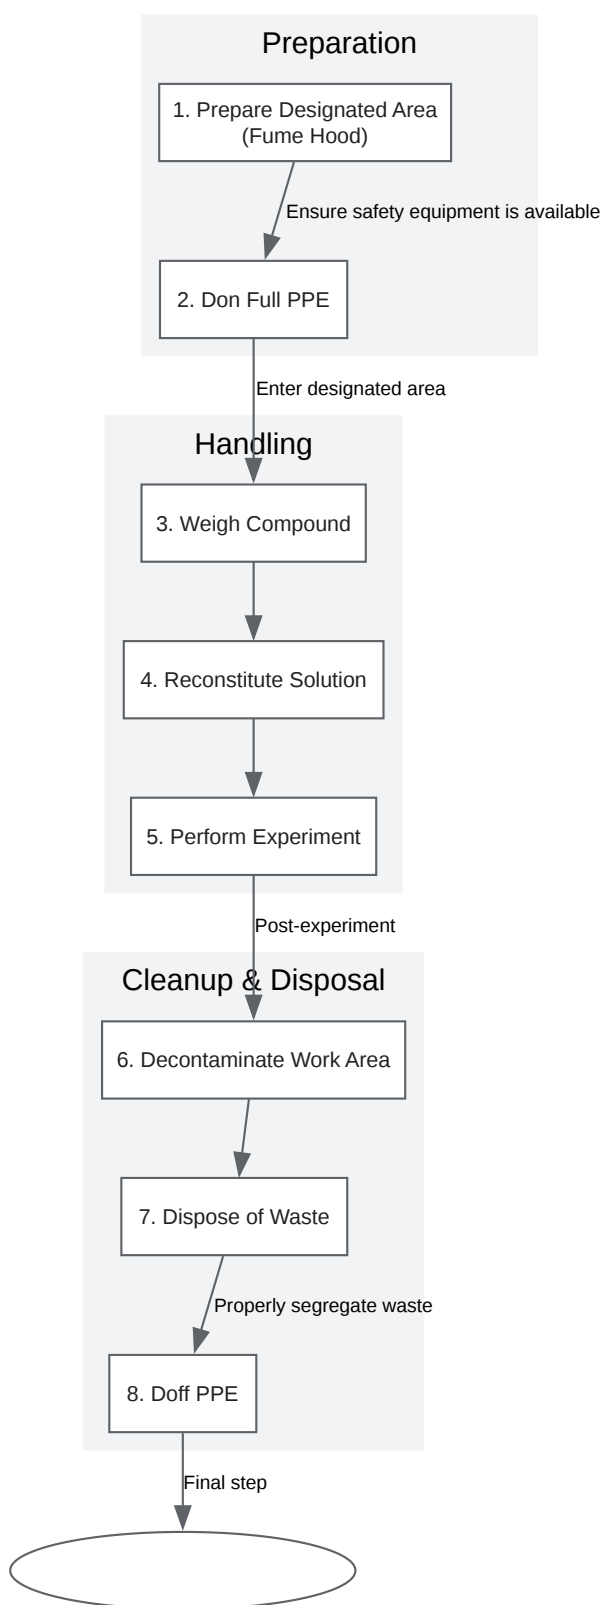 Preparation
1. Prepare Designated Area
(Fume Hood)
Ensure safety equipment is available
2. Don Full PPE
Enter designated area
Handling
3. Weigh Compound
4. Reconstitute Solution
5. Perform Experiment
Post-experiment
Cleanup & Disposal
6. Decontaminate Work Area
7. Dispose of Waste
Properly segregate waste
8. Doff PPE
Final step